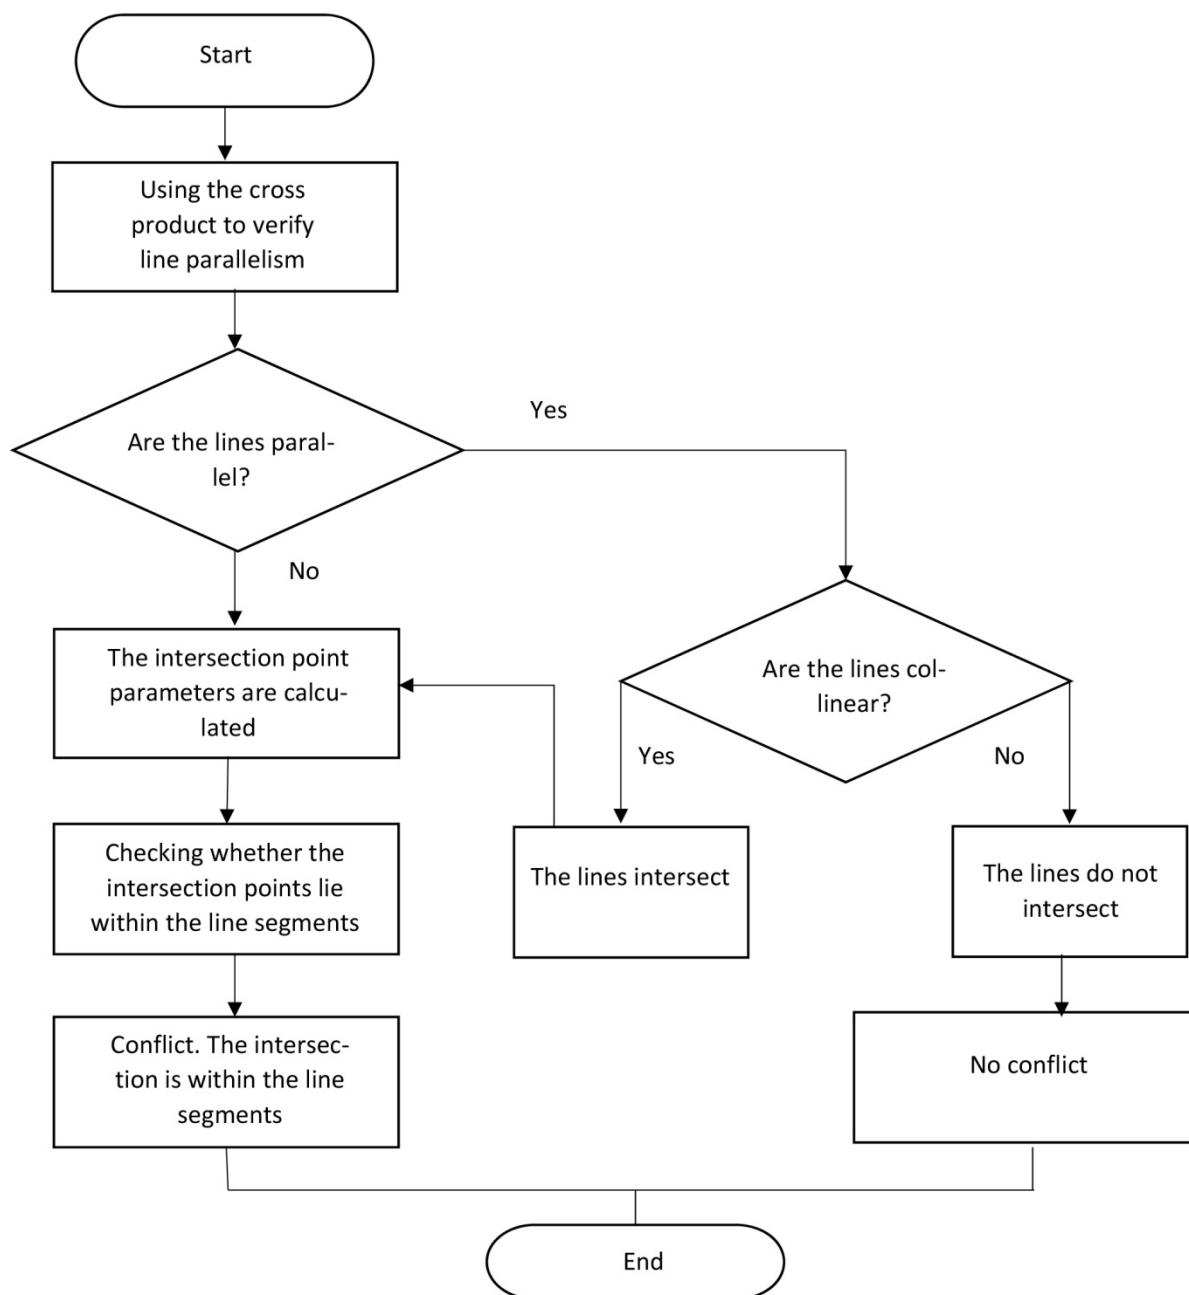 Start
Using the cross
product to verify
line parallelism
Are the lines paral-
lel?
Yes
No
The intersection point
parameters are calcu-
lated
Are the lines col-
linear?
Yes
No
Checking whether the
intersection points lie
within the line segments
The lines intersect
The lines do not
intersect
Conflict. The intersec-
tion is within the line
segments
No conflict
End